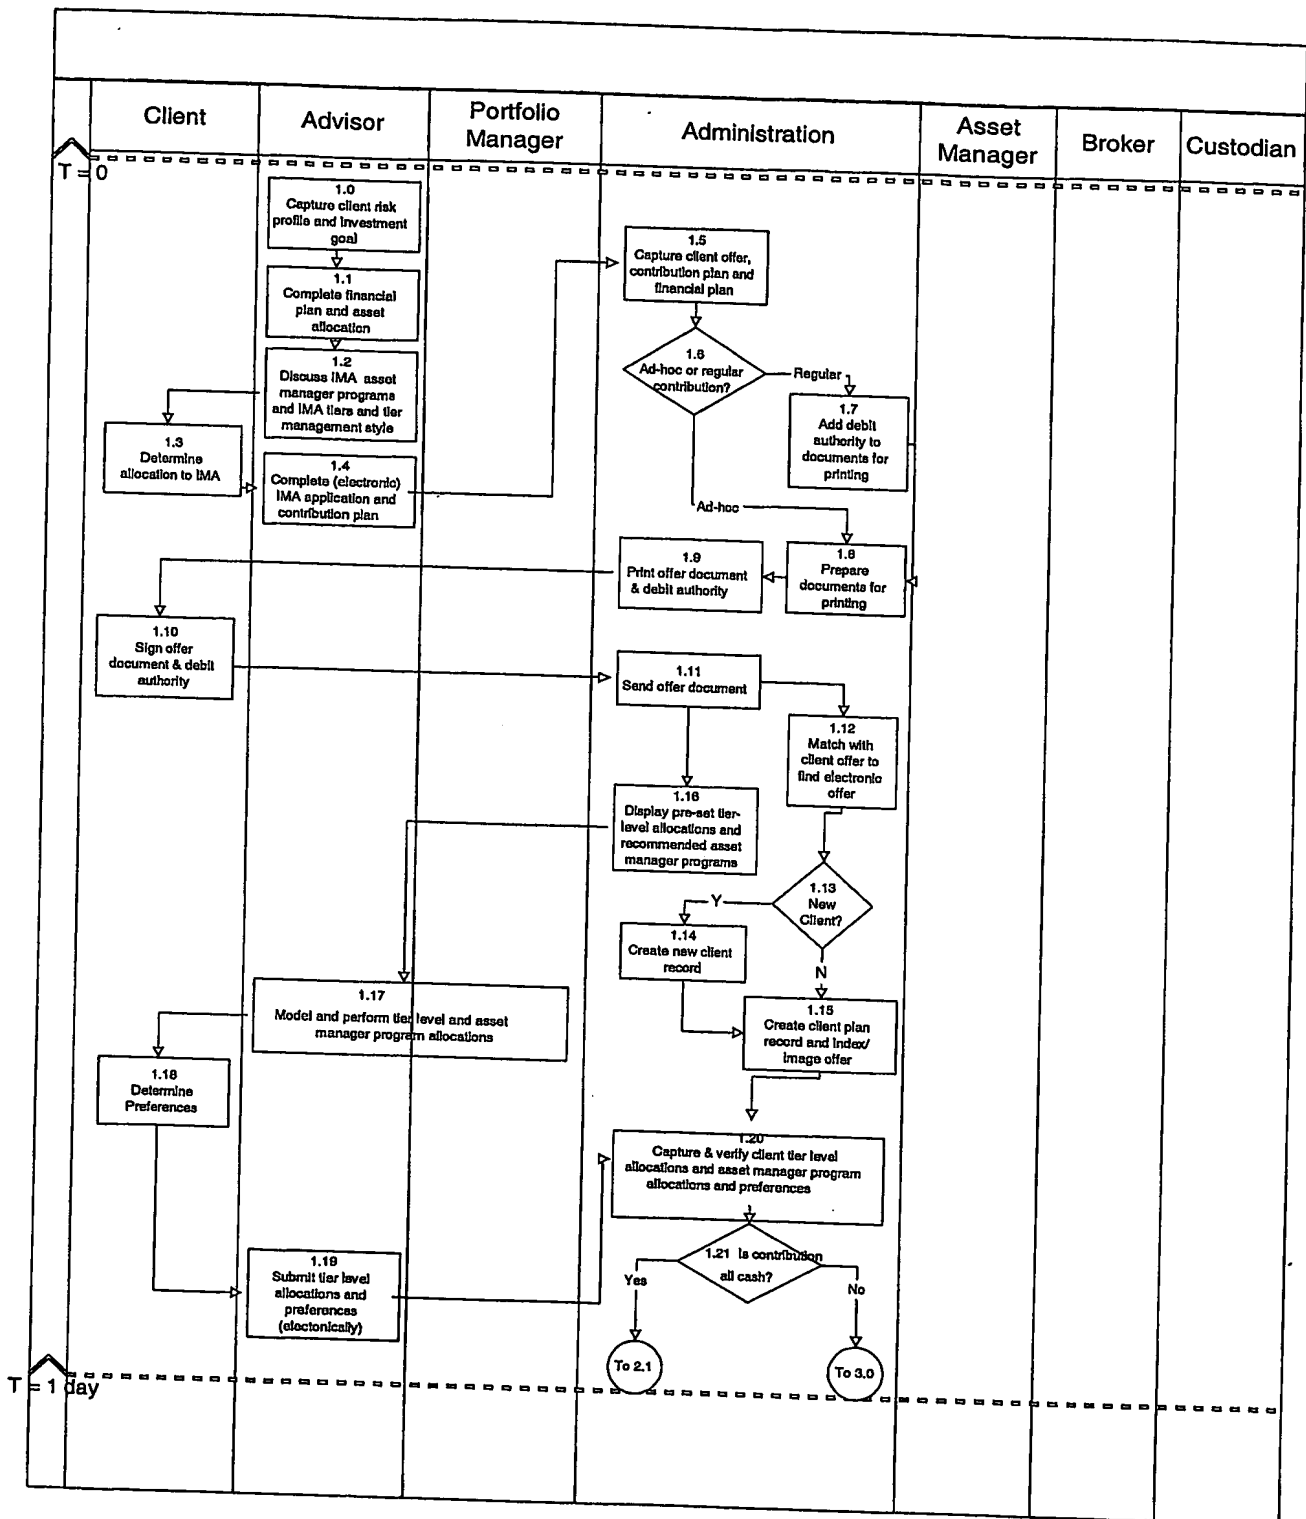 Client
Advisor
Portfolio
Manager
Administration
Asset
Manager
Broker
Custodian
T = 0
1.0
Capture client risk
profile and investment
goal
1.1
Complete financial
plan and asset
allocation
1.2
Discuss IMA asset
manager programs
and IMA tiers and tier
management style
1.3
Determine
allocation to IMA
1.4
Complete (electronic)
IMA application and
contribution plan
1.5
Capture client offer,
contribution plan and
financial plan
1.6
Ad-hoc or regular
contribution?
Regular
1.7
Add debit
authority to
documents for
printing
Ad-hoc
1.8
Prepare
documents for
printing
1.9
Print offer document
& debit authority
1.10
Sign offer
document & debit
authority
1.11
Send offer document
1.12
Match with
client offer to
find electronic
offer
1.16
Display pre-set tier-
level allocations and
recommended asset
manager programs
1.13
New
Client?
Y
1.14
Create new client
record
N
1.15
Create client plan
record and index/
image offer
1.17
Model and perform tier level and asset
manager program allocations
1.18
Determine
Preferences
1.20
Capture & verify client tier level
allocations and asset manager program
allocations and preferences
1.19
Submit tier level
allocations and
preferences
(electonically)
1.21 Is contribution
all cash?
Yes
No
To 2.1
To 3.0
T = 1 day